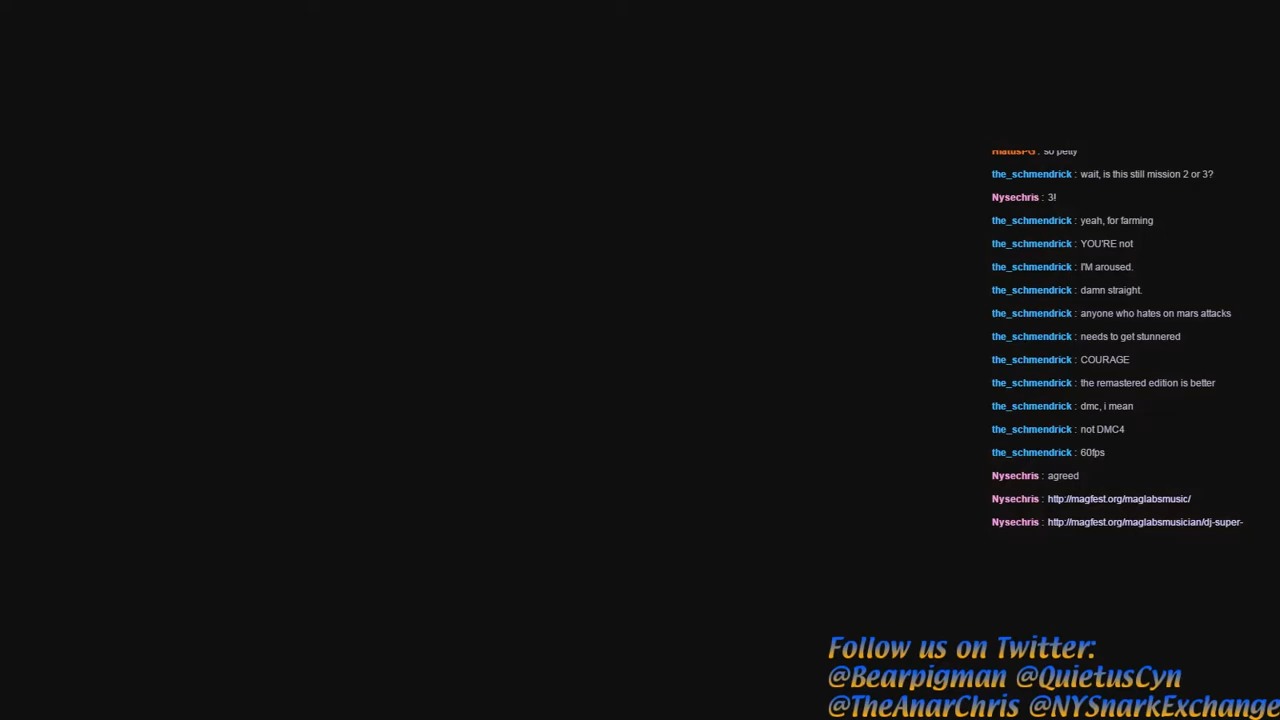 HiatusPG : so petty
the_schmendrick : wait, is this still mission 2 or 3?
Nysechris : 3!
the_schmendrick : yeah, for farming
the_schmendrick : YOU'RE not
the_schmendrick : I'M aroused.
the_schmendrick : damn straight.
the_schmendrick : anyone who hates on mars attacks
the_schmendrick : needs to get stunnered
the_schmendrick : COURAGE
the_schmendrick : the remastered edition is better
the_schmendrick : dmc, i mean
the_schmendrick : not DMC4
the_schmendrick : 60fps
Nysechris : agreed
Nysechris : http://magfest.org/maglabsmusic/
Nysechris : http://magfest.org/maglabsmusician/dj-super-
Follow us on Twitter:
@Bearpigman @QuietusCyn
@TheAnarChris @NYSnarkExchange